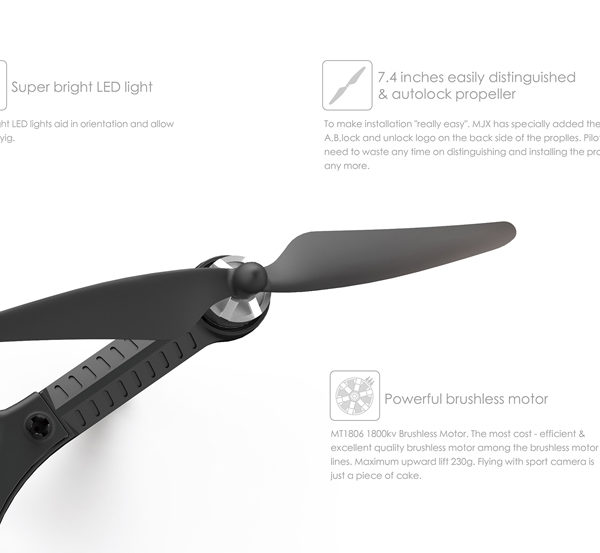 Super bright LED light
ht LED lights aid in orientation and allow
yig.
7.4 inches easily distinguished
& autolock propeller
To make installation "really easy". MJX has specially added the
A,B,lock and unlock logo on the back side of the proplles. Pilo
need to waste any time on distinguishing and installing the pro
any more.
Powerful brushless motor
MT1806 1800kv Brushless Motor. The most cost - efficient &
excellent quality brushless motor among the brushless motor
lines. Maximum upward lift 230g. Flying with sport camera is
just a piece of cake.